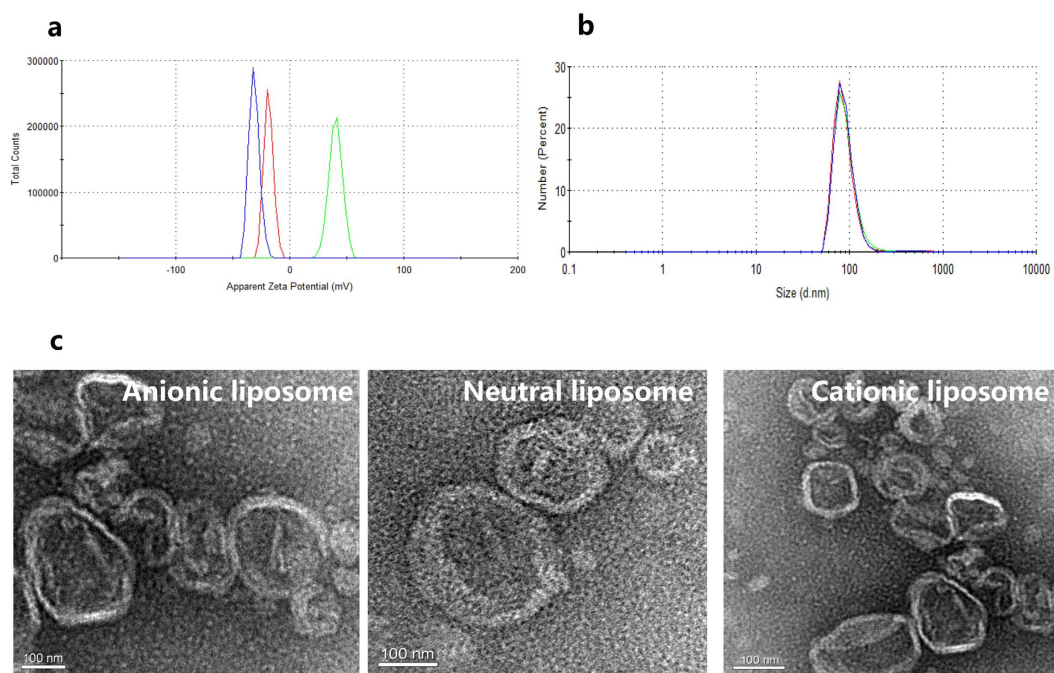 a
300000
200000
100000
0
Total Counts
-100
0
100
200
Apparent Zeta Potential (mV)
b
30
20
10
0
Number (Percent)
0.1
1
10
100
1000
10000
Size (d.nm)
c
Anionic liposome
100 nm
Neutral liposome
100 nm
Cationic liposome
100 nm